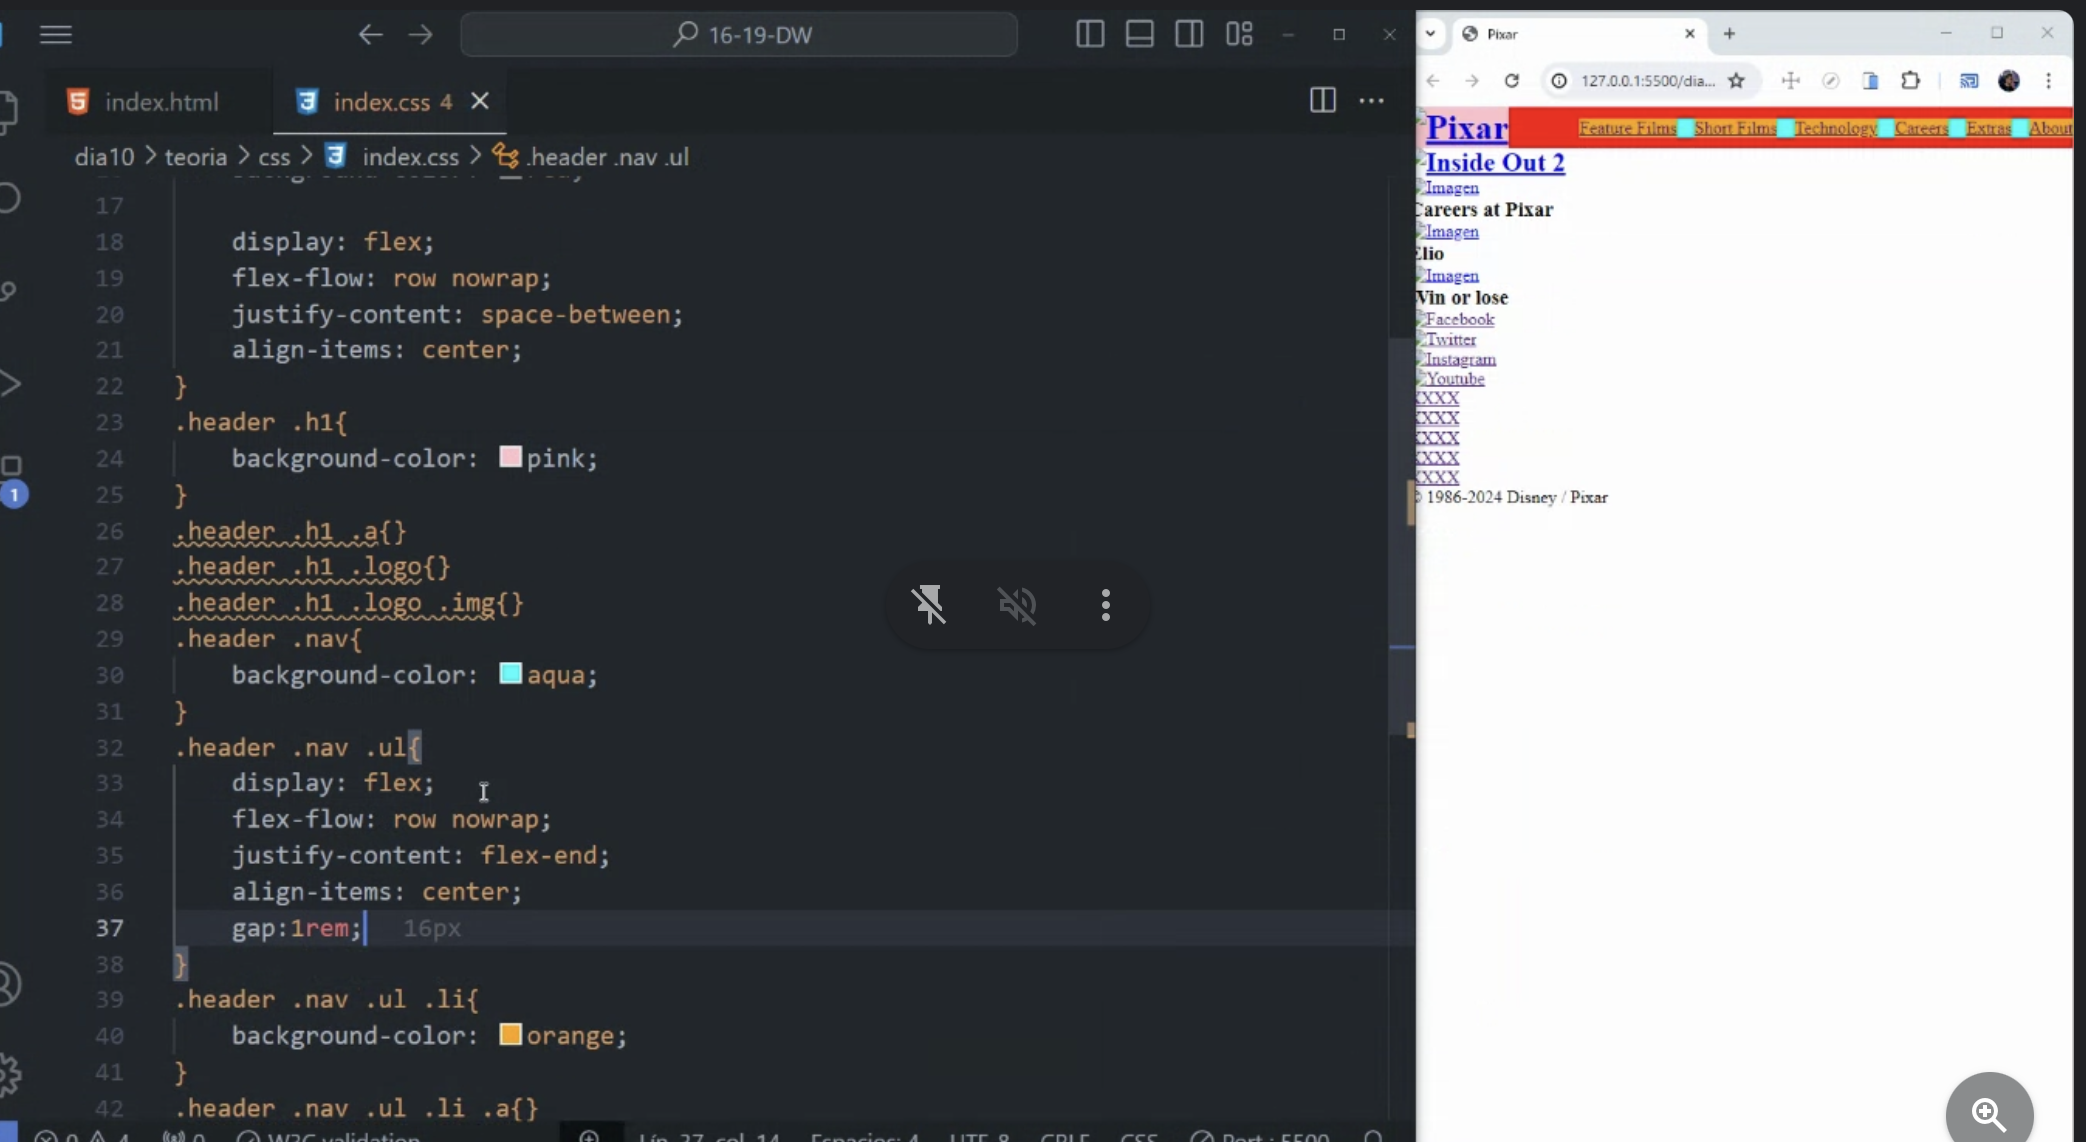 16-19-DW
index.html
index.css 4
dia10 > teoria > css > index.css > .header .nav .ul
17
18 display: flex;
19 flex-flow: row nowrap;
20 justify-content: space-between;
21 align-items: center;
22 }
23 .header .h1{
24 background-color: pink;
25 }
26 .header .h1 .a{}
27 .header .h1 .logo{}
28 .header .h1 .logo .img{}
29 .header .nav{
30 background-color: aqua;
31 }
32 .header .nav .ul{
33 display: flex;
34 flex-flow: row nowrap;
35 justify-content: flex-end;
36 align-items: center;
37 gap:1rem; 16px
38 }
39 .header .nav .ul .li{
40 background-color: orange;
41 }
42 .header .nav .ul .li .a{}
1
0 4 0 W3C validation Lín. 37, col. 14 Espacios: 4 UTF-8 CRLF CSS Port : 5500
Pixar
127.0.0.1:5500/dia...
Pixar Feature Films Short Films Technology Careers Extras About
Inside Out 2
Imagen
Careers at Pixar
Imagen
Elio
Imagen
Win or lose
Facebook
Twitter
Instagram
Youtube
XXXX
XXXX
XXXX
XXXX
XXXX
© 1986-2024 Disney / Pixar